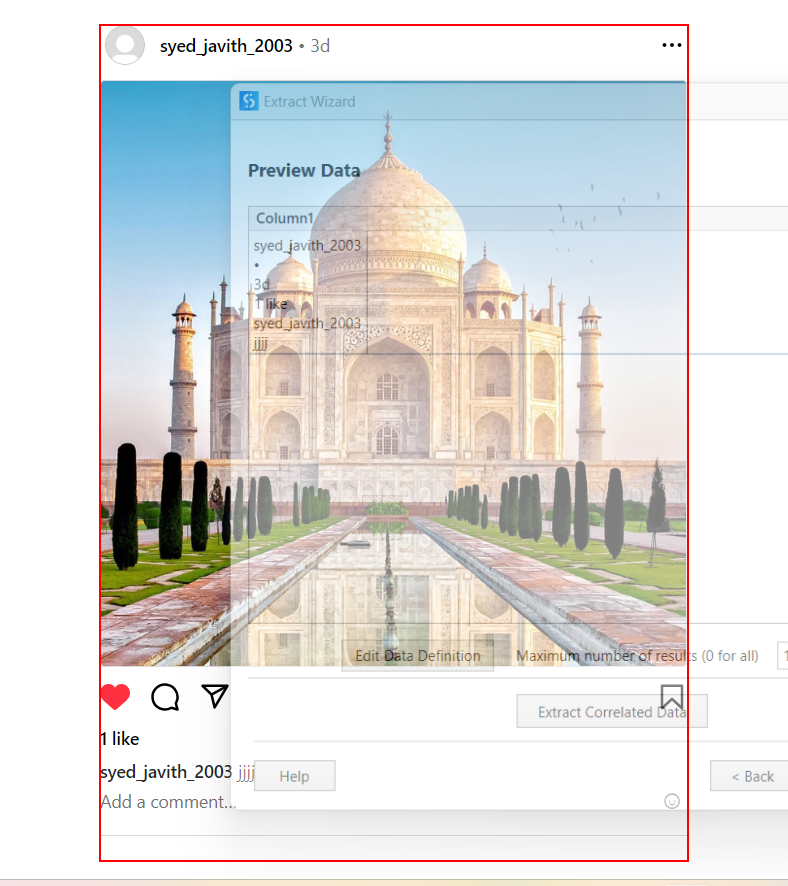 syed_javith_2003 • 3d
Extract Wizard
Preview Data
Column1
syed_javith_2003
•
3d
1 like
syed_javith_2003
jjjj
Edit Data Definition
Maximum number of results (0 for all)
1
Extract Correlated Data
1 like
syed_javith_2003 jjjj
Help
< Back
Add a comment...